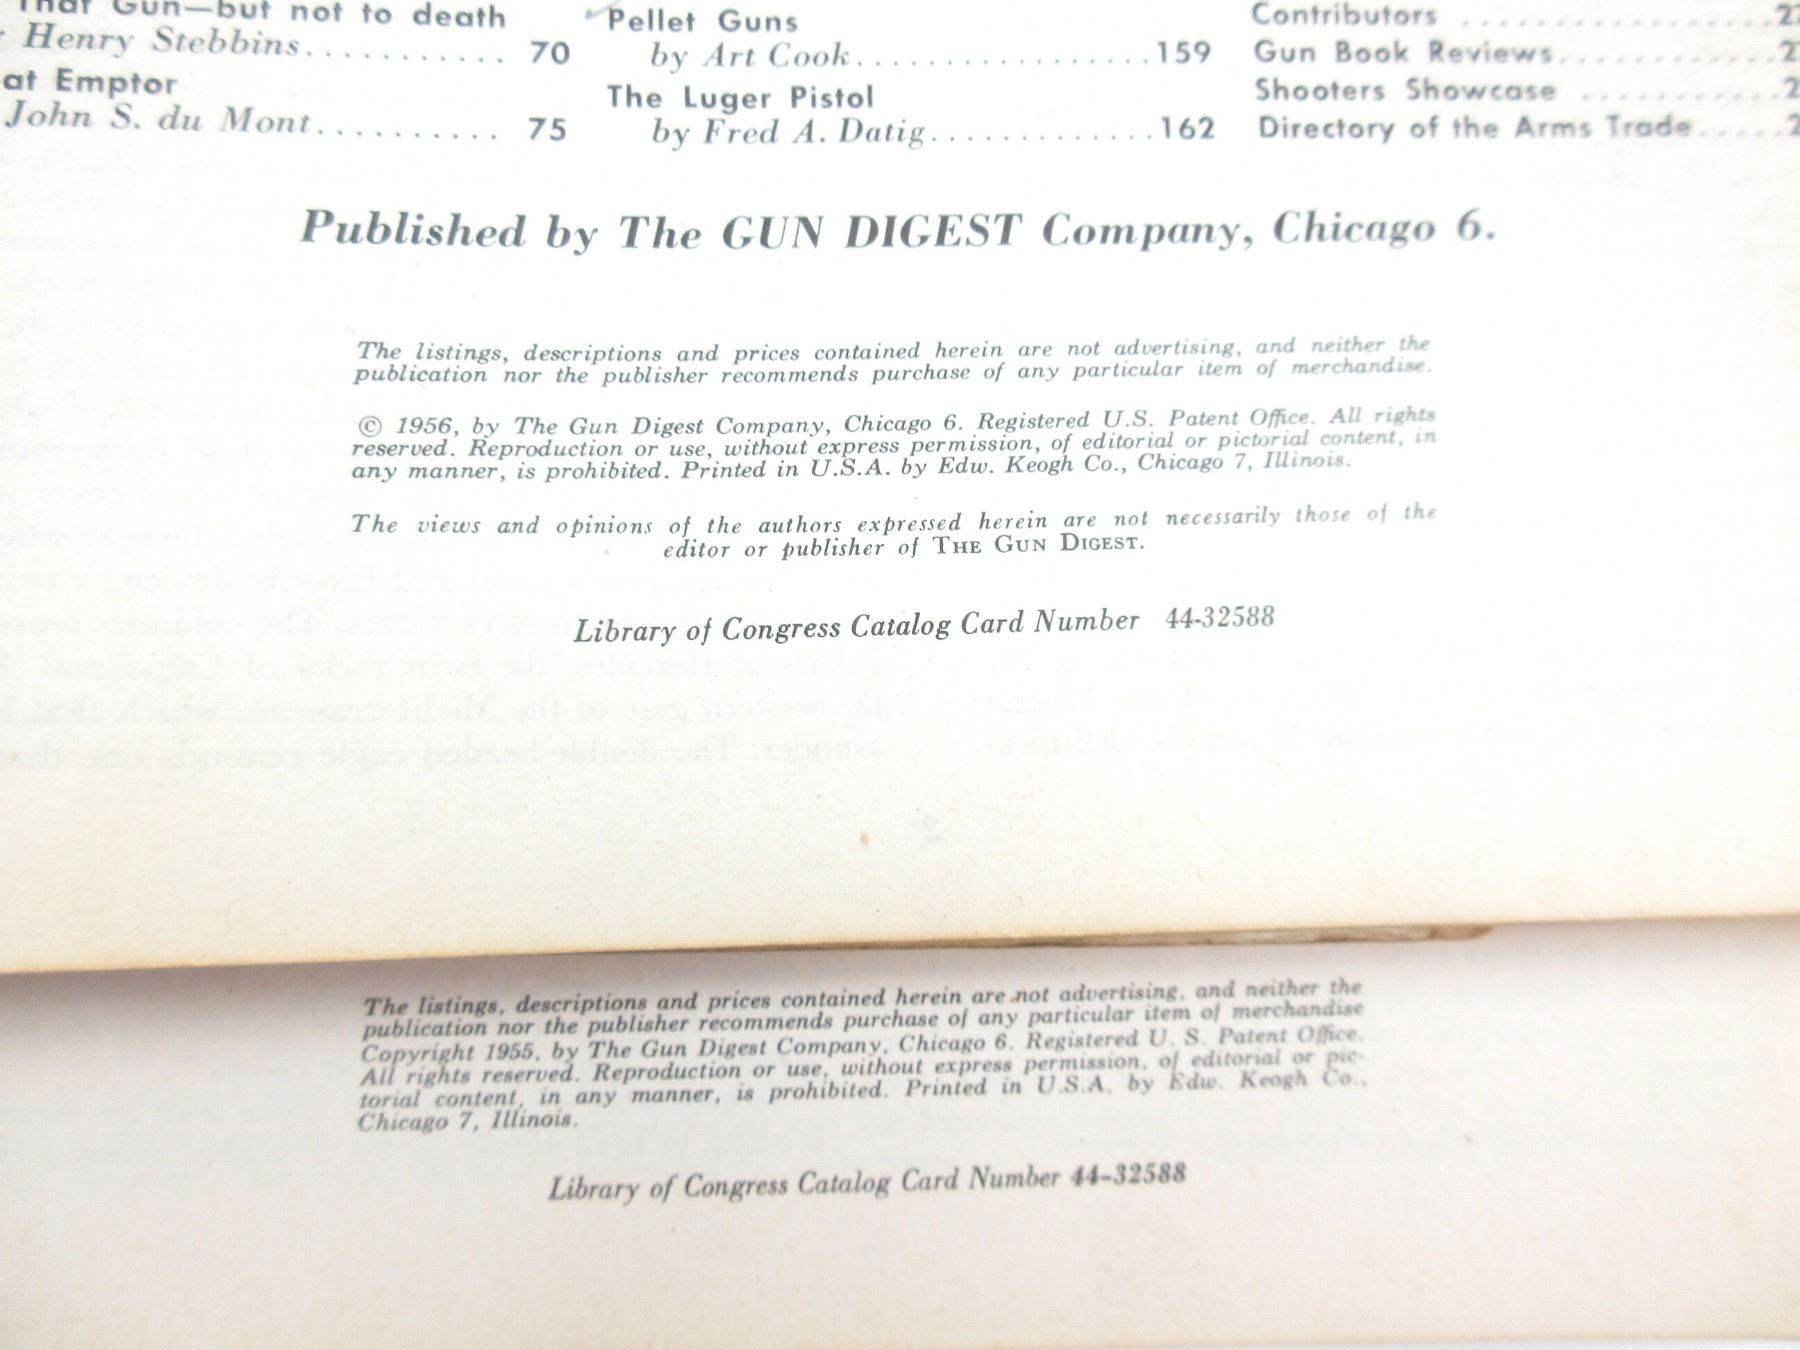 That Gun—but not to death
Henry Stebbins........... 70
at Emptor
John S. du Mont.......... 75
Pellet Guns
by Art Cook................. 159
The Luger Pistol
by Fred A. Datig............. 162
Contributors
Gun Book Reviews
Shooters Showcase
Directory of the Arms Trade
Published by The GUN DIGEST Company, Chicago 6.
The listings, descriptions and prices contained herein are not advertising, and neither the
publication nor the publisher recommends purchase of any particular item of merchandise.
© 1956, by The Gun Digest Company, Chicago 6. Registered U.S. Patent Office. All rights
reserved. Reproduction or use, without express permission, of editorial or pictorial content, in
any manner, is prohibited. Printed in U.S.A. by Edw. Keogh Co., Chicago 7, Illinois.
The views and opinions of the authors expressed herein are not necessarily those of the
editor or publisher of THE GUN DIGEST.
Library of Congress Catalog Card Number 44-32588
The listings, descriptions and prices contained herein are not advertising, and neither the
publication nor the publisher recommends purchase of any particular item of merchandise
Copyright 1955, by The Gun Digest Company, Chicago 6. Registered U. S. Patent Office.
All rights reserved. Reproduction or use, without express permission, of editorial or pic-
torial content, in any manner, is prohibited. Printed in U.S.A. by Edw. Keogh Co.,
Chicago 7, Illinois.
Library of Congress Catalog Card Number 44-32588